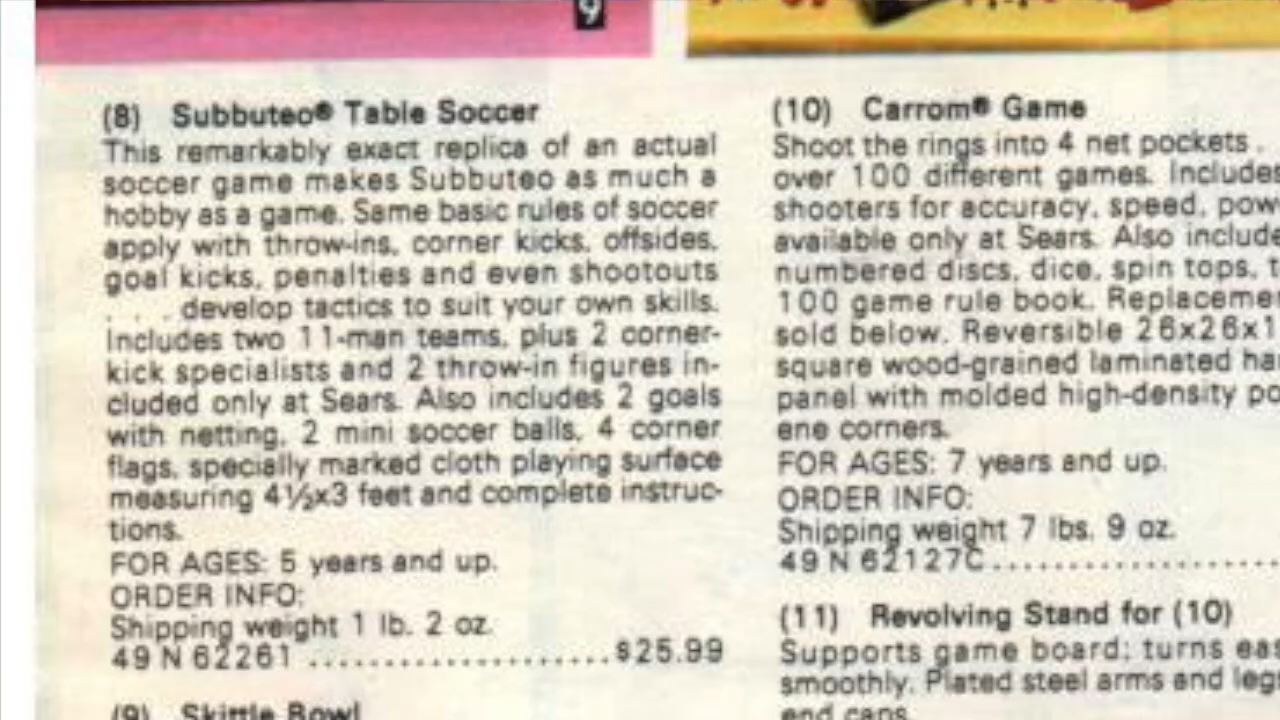 9
(8) Subbuteo® Table Soccer
This remarkably exact replica of an actual
soccer game makes Subbuteo as much a
hobby as a game. Same basic rules of soccer
apply with throw-ins, corner kicks, offsides,
goal kicks, penalties and even shootouts
. . . develop tactics to suit your own skills.
Includes two 11-man teams, plus 2 corner-
kick specialists and 2 throw-in figures in-
cluded only at Sears. Also includes 2 goals
with netting, 2 mini soccer balls, 4 corner
flags, specially marked cloth playing surface
measuring 4½x3 feet and complete instruc-
tions.
FOR AGES: 5 years and up.
ORDER INFO:
Shipping weight 1 lb. 2 oz.
49 N 62261 ...................$25.99
(9) Skittle Bowl
(10) Carrom® Game
Shoot the rings into 4 net pockets .
over 100 different games. Includes
shooters for accuracy, speed, pow
available only at Sears. Also include
numbered discs, dice, spin tops, t
100 game rule book. Replacemen
sold below. Reversible 26x26x1
square wood-grained laminated ha
panel with molded high-density po
ene corners.
FOR AGES: 7 years and up.
ORDER INFO:
Shipping weight 7 lbs. 9 oz.
49 N 62127C....................
(11) Revolving Stand for (10)
Supports game board; turns eas
smoothly. Plated steel arms and legs
end caps.